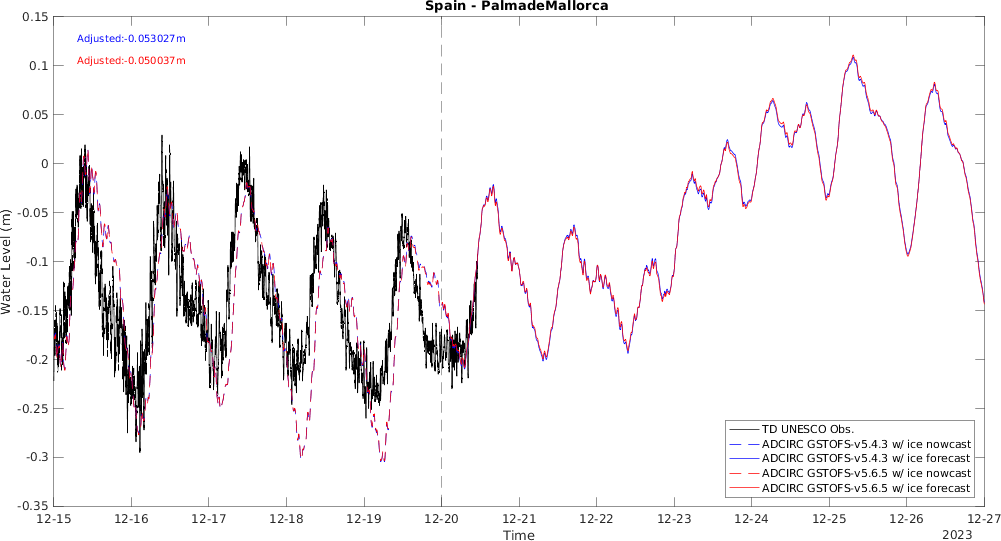 Spain - PalmadeMallorca
Adjusted:-0.053027m
Adjusted:-0.050037m
0.15
0.1
0.05
0
-0.05
-0.1
-0.15
-0.2
-0.25
-0.3
-0.35
Water Level (m)
TD UNESCO Obs.
ADCIRC GSTOFS-v5.4.3 w/ ice nowcast
ADCIRC GSTOFS-v5.4.3 w/ ice forecast
ADCIRC GSTOFS-v5.6.5 w/ ice nowcast
ADCIRC GSTOFS-v5.6.5 w/ ice forecast
12-15 12-16 12-17 12-18 12-19 12-20 12-21 12-22 12-23 12-24 12-25 12-26 12-27
Time
2023